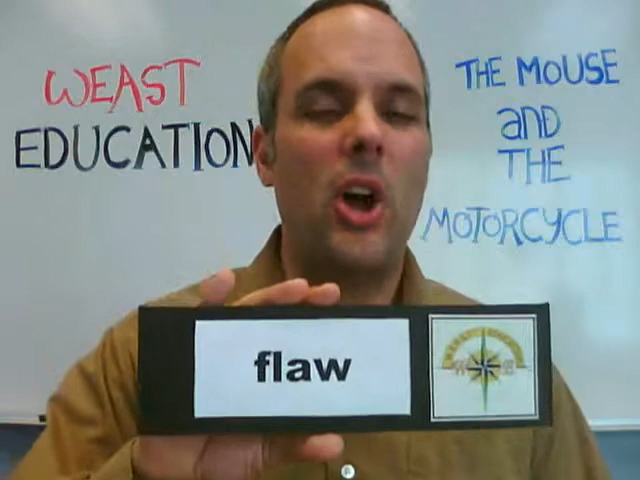 WEAST
EDUCATION
THE MOUSE
and
THE
MOTORCYCLE
flaw